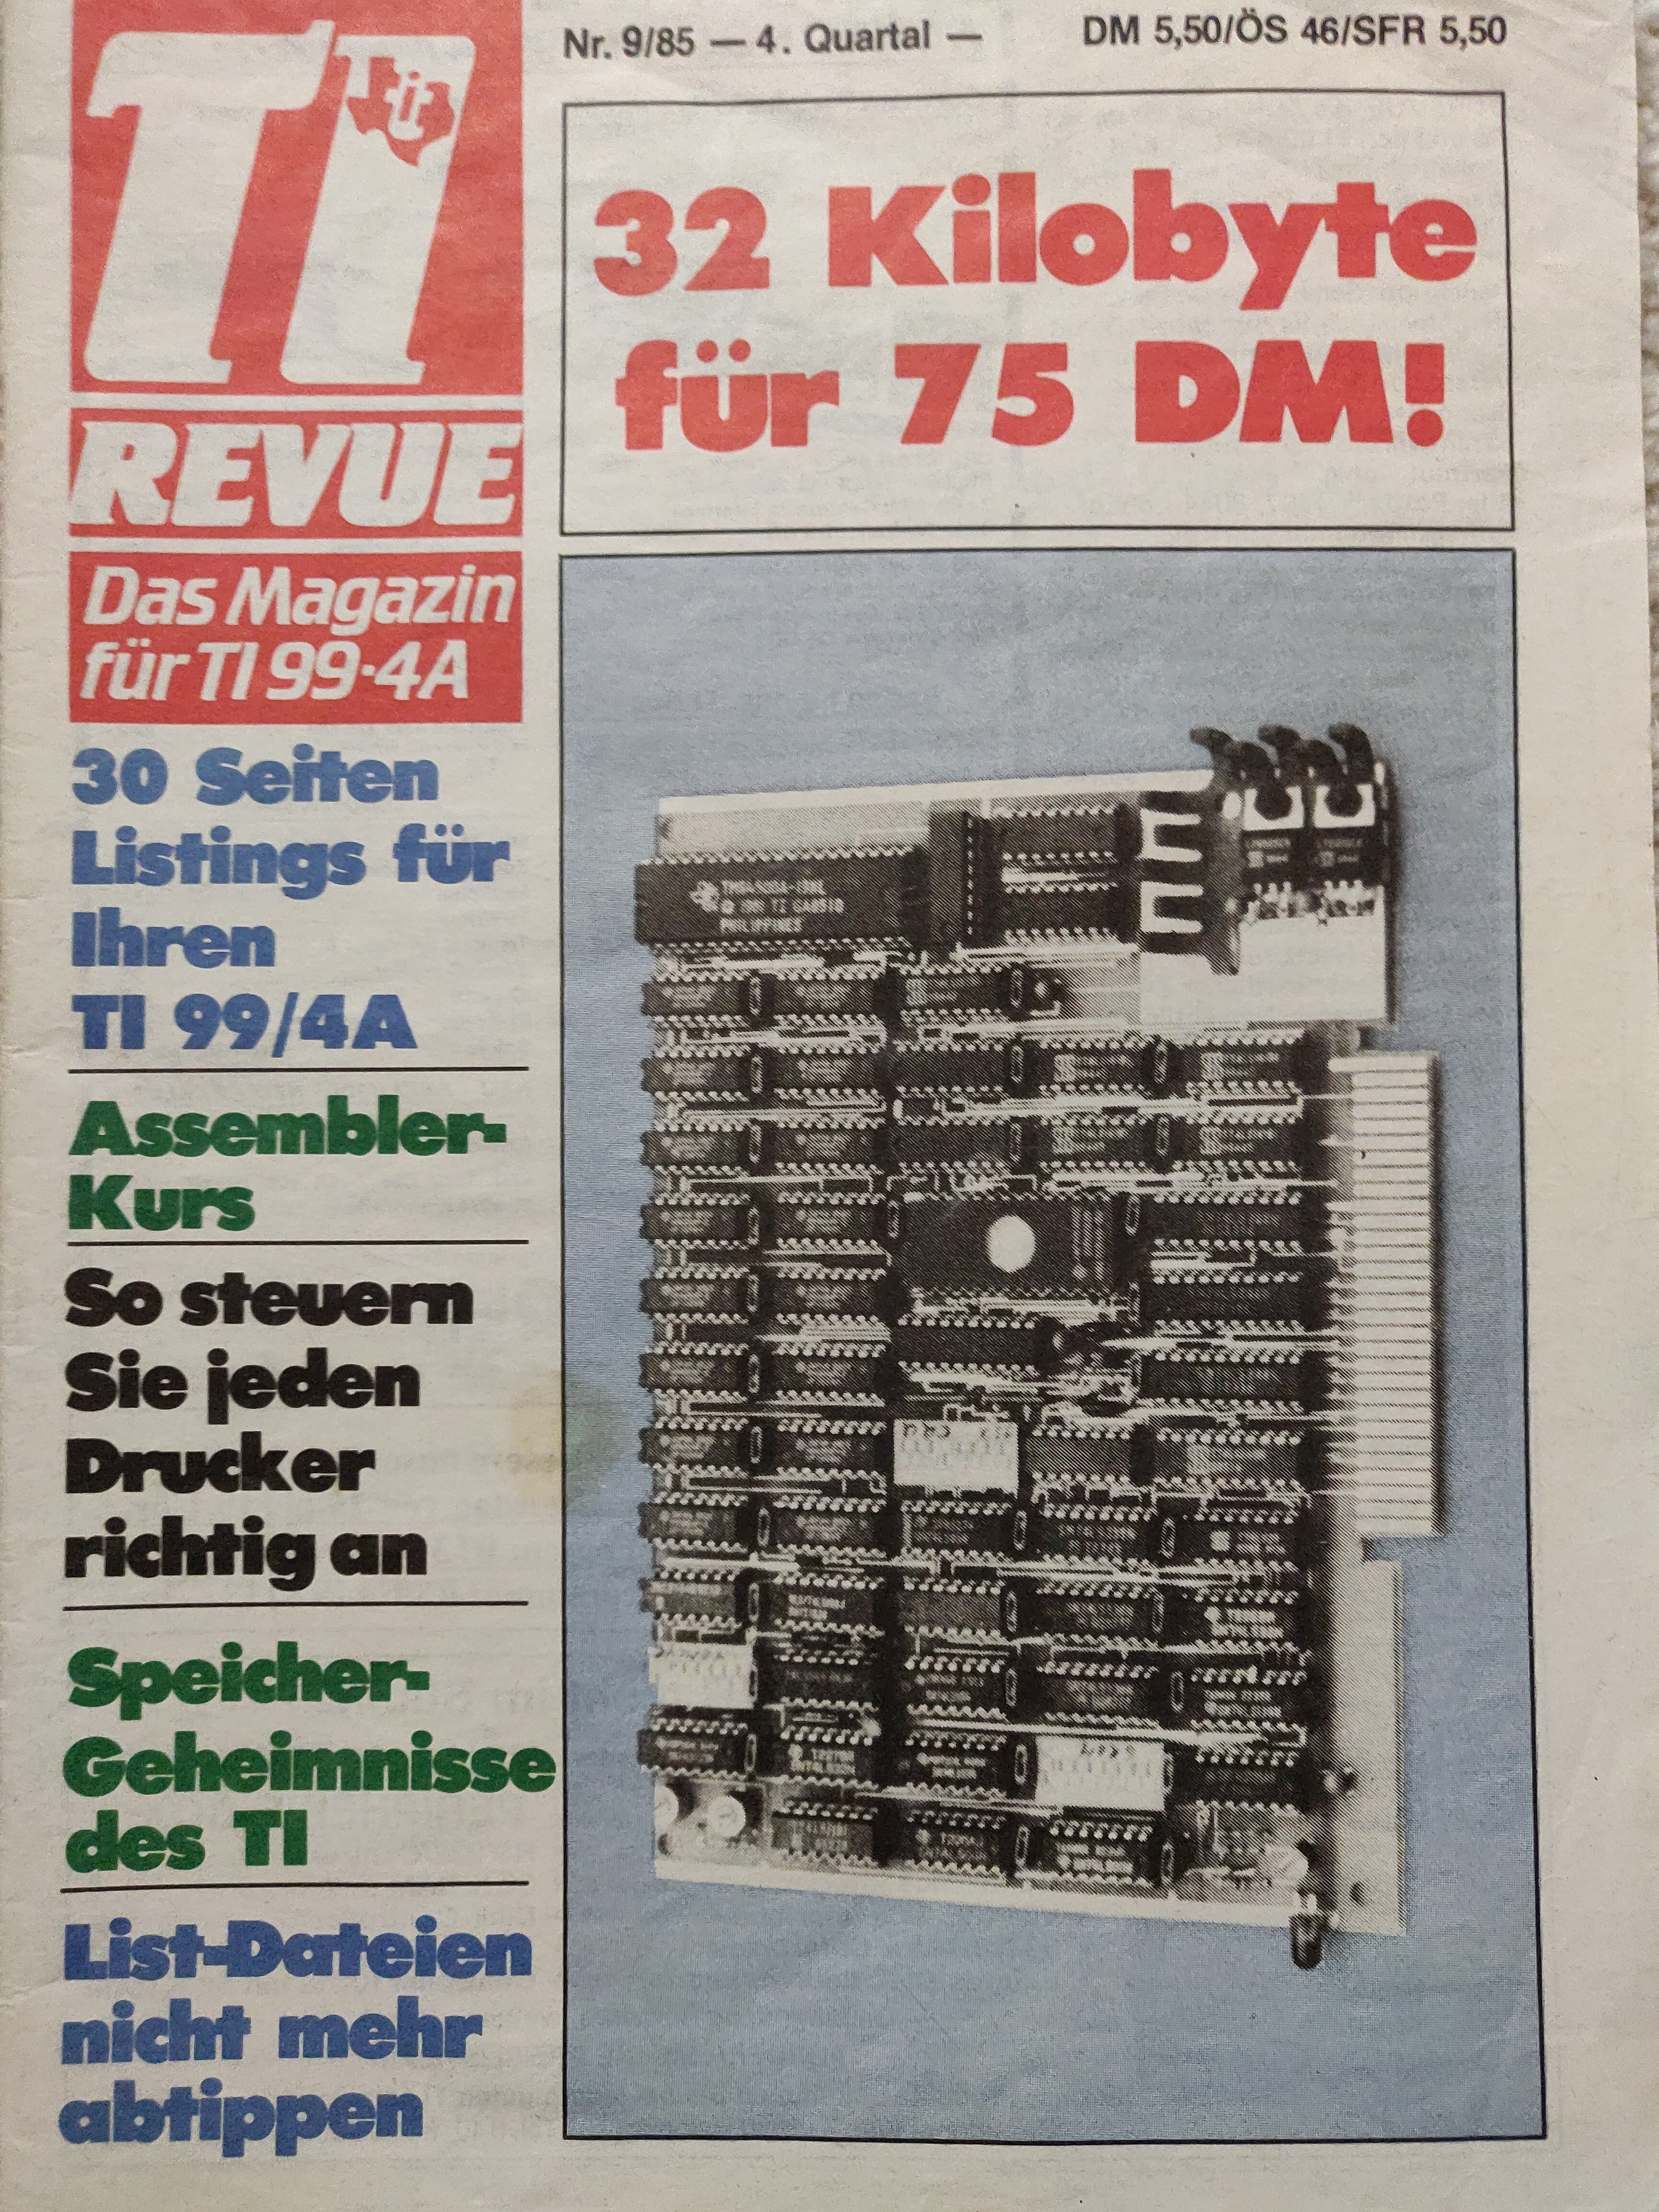 TI
REVUE
Das Magazin
für TI 99·4A
Nr. 9/85 — 4. Quartal —
DM 5,50/ÖS 46/SFR 5,50
32 Kilobyte
für 75 DM!
30 Seiten
Listings für
Ihren
TI 99/4A
Assembler-
Kurs
So steuern
Sie jeden
Drucker
richtig an
Speicher-
Geheimnisse
des TI
List-Dateien
nicht mehr
abtippen
PHILIPPINES